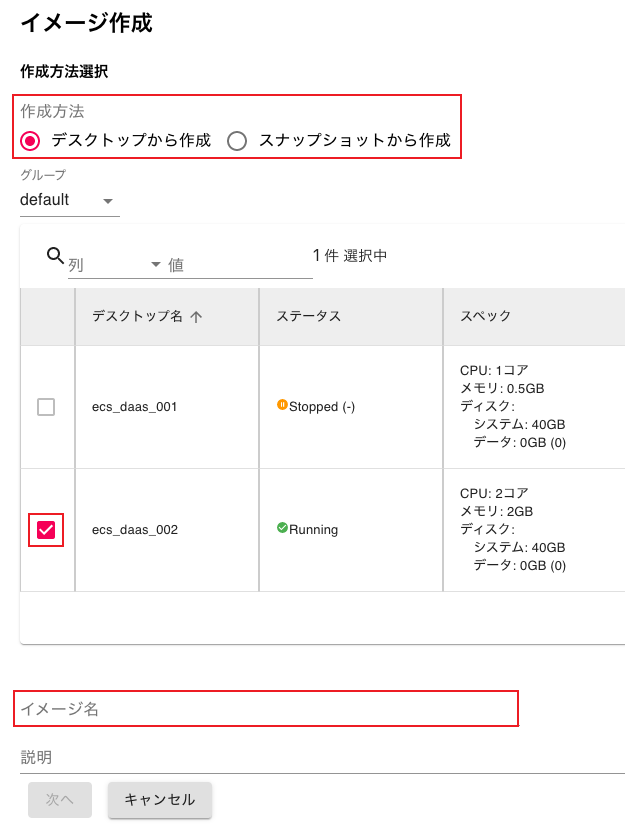 イメージ作成
作成方法選択
作成方法
デスクトップから作成 スナップショットから作成
グループ
default
列 値 1 件 選択中
デスクトップ名 ステータス スペック
CPU: 1コア
メモリ: 0.5GB
ecs_daas_001 Stopped (-) ディスク:
システム: 40GB
データ: 0GB (0)
CPU: 2コア
メモリ: 2GB
ecs_daas_002 Running ディスク:
システム: 40GB
データ: 0GB (0)
イメージ名
説明
次へ キャンセル